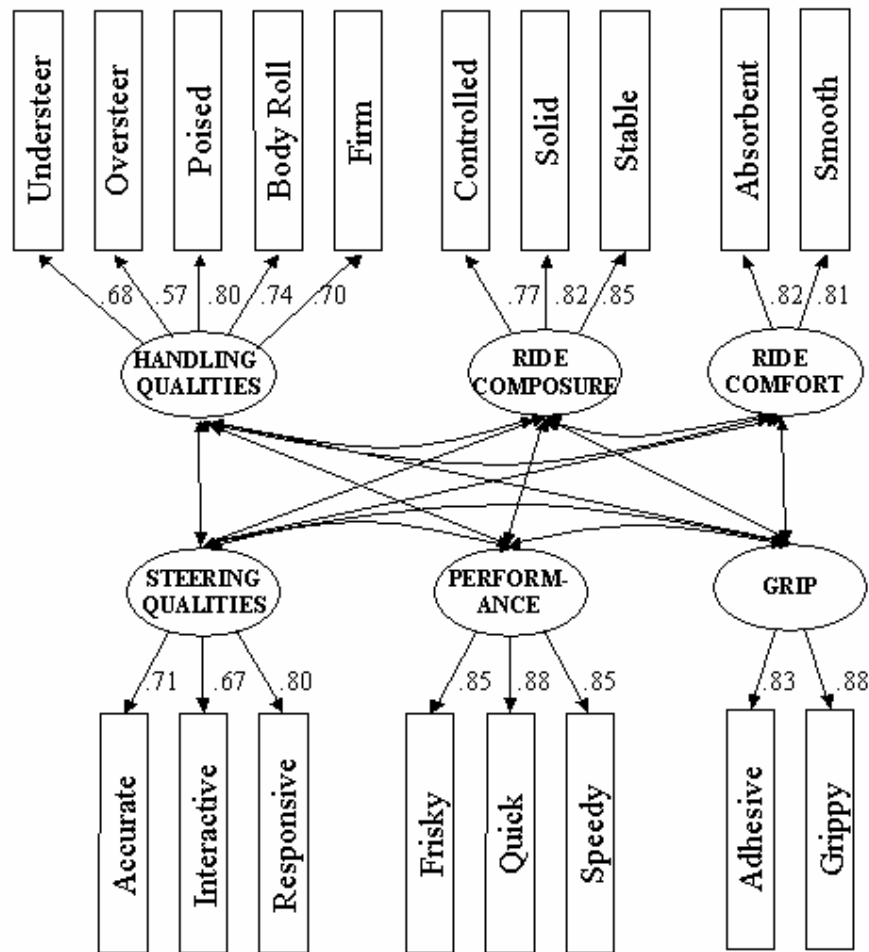 Understeer
Oversteer
Poised
Body Roll
Firm
Controlled
Solid
Stable
Absorbent
Smooth
.68
.57
.80
.74
.70
.77
.82
.85
.82
.81
HANDLING
QUALITIES
RIDE
COMPOSURE
RIDE
COMFORT
STEERING
QUALITIES
PERFORM-
ANCE
GRIP
.71
.67
.80
.85
.88
.85
.83
.88
Accurate
Interactive
Responsive
Frisky
Quick
Speedy
Adhesive
Grippy